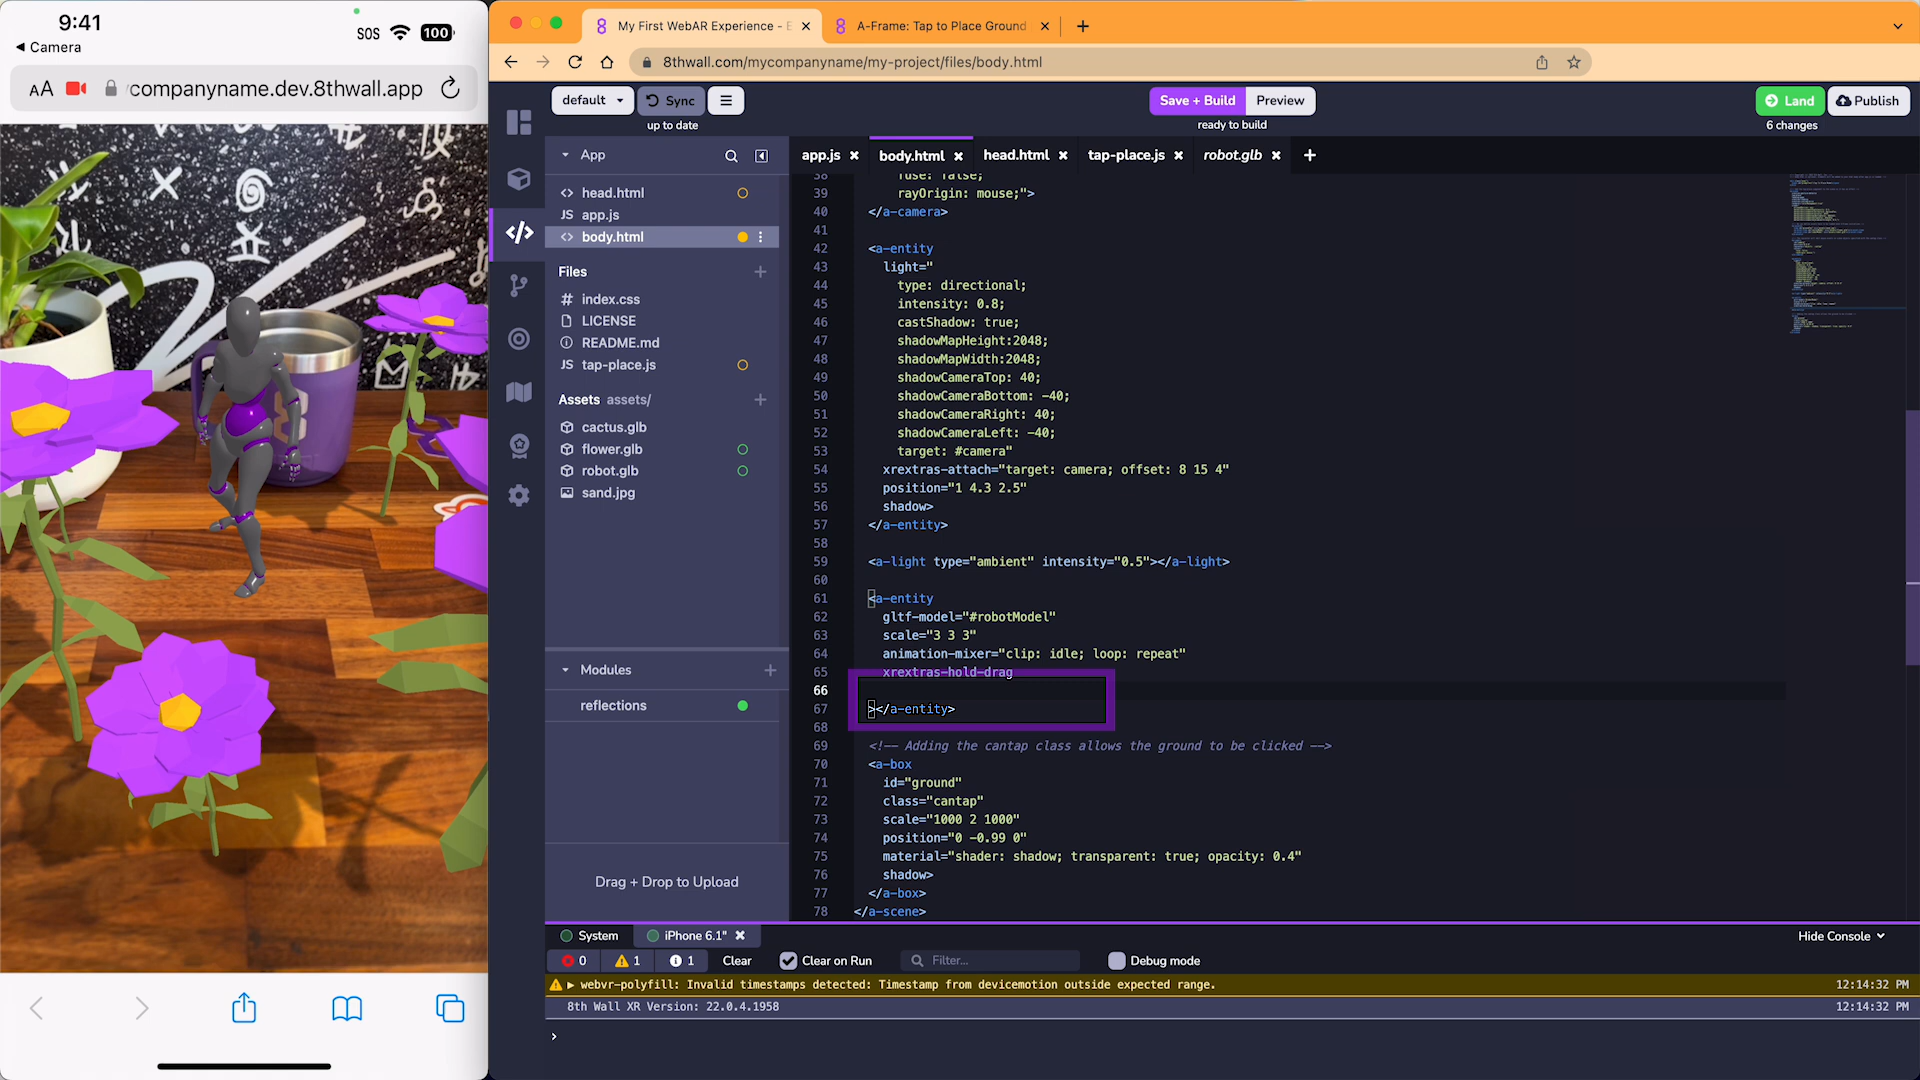 9:41
SOS 100
◀ Camera
AA companyname.dev.8thwall.app
My First WebAR Experience - E
A-Frame: Tap to Place Ground
8thwall.com/mycompanyname/my-project/files/body.html
default
Sync
up to date
Save + Build
Preview
ready to build
Land
6 changes
Publish
App
head.html
JS app.js
body.html
Files
# index.css
LICENSE
README.md
JS tap-place.js
Assets assets/
cactus.glb
flower.glb
robot.glb
sand.jpg
Modules
reflections
Drag + Drop to Upload
app.js
body.html
head.html
tap-place.js
robot.glb
38 fuse: false;
39 rayOrigin: mouse;">
40 </a-camera>
41
42 <a-entity
43 light="
44 type: directional;
45 intensity: 0.8;
46 castShadow: true;
47 shadowMapHeight:2048;
48 shadowMapWidth:2048;
49 shadowCameraTop: 40;
50 shadowCameraBottom: -40;
51 shadowCameraRight: 40;
52 shadowCameraLeft: -40;
53 target: #camera"
54 xrextras-attach="target: camera; offset: 8 15 4"
55 position="1 4.3 2.5"
56 shadow>
57 </a-entity>
58
59 <a-light type="ambient" intensity="0.5"></a-light>
60
61 <a-entity
62 gltf-model="#robotModel"
63 scale="3 3 3"
64 animation-mixer="clip: idle; loop: repeat"
65 xrextras-hold-drag
66
67 ></a-entity>
68
69 <!-- Adding the cantap class allows the ground to be clicked -->
70 <a-box
71 id="ground"
72 class="cantap"
73 scale="1000 2 1000"
74 position="0 -0.99 0"
75 material="shader: shadow; transparent: true; opacity: 0.4"
76 shadow>
77 </a-box>
78 </a-scene>
System
iPhone 6.1"
Hide Console
0
1
1
Clear
Clear on Run
Filter...
Debug mode
webvr-polyfill: Invalid timestamps detected: Timestamp from devicemotion outside expected range. 12:14:32 PM
8th Wall XR Version: 22.0.4.1958 12:14:32 PM